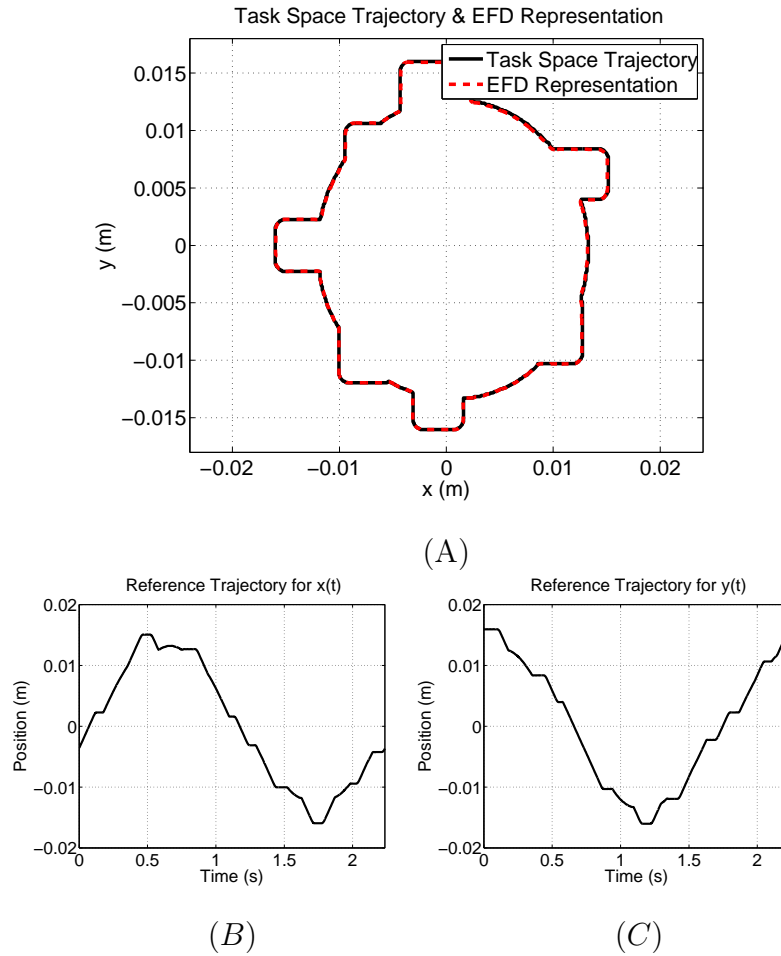 Task Space Trajectory & EFD Representation
Task Space Trajectory
EFD Representation
0.015
0.01
0.005
0
−0.005
−0.01
−0.015
y (m)
−0.02 −0.01 0 0.01 0.02
x (m)
(A)
Reference Trajectory for x(t)
0.02
0.01
0
−0.01
−0.02
Position (m)
0 0.5 1 1.5 2
Time (s)
(B)
Reference Trajectory for y(t)
0.02
0.01
0
−0.01
−0.02
Position (m)
0 0.5 1 1.5 2
Time (s)
(C)